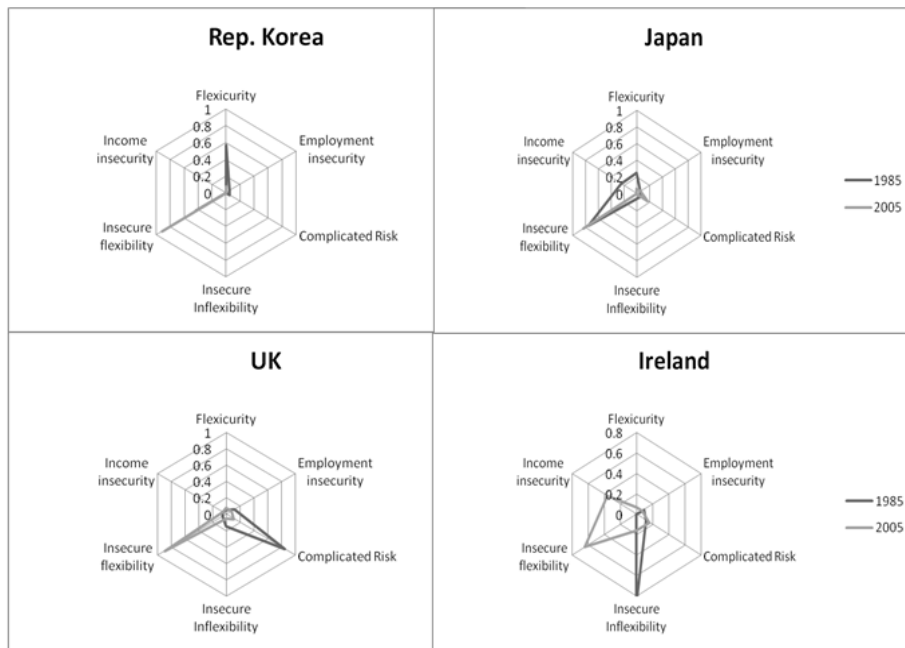 Rep. Korea
Flexicurity
1
0.8
0.6
0.4
0.2
0
Income
insecurity
Employment
insecurity
Insecure
flexibility
Complicated Risk
Insecure
Inflexibility
Japan
Flexicurity
1
0.8
0.6
0.4
0.2
0
Income
insecurity
Employment
insecurity
Insecure
flexibility
Complicated Risk
Insecure
Inflexibility
1985
2005
UK
Flexicurity
1
0.8
0.6
0.4
0.2
0
Income
insecurity
Employment
insecurity
Insecure
flexibility
Complicated Risk
Insecure
Inflexibility
Ireland
Flexicurity
0.8
0.6
0.4
0.2
0
Income
insecurity
Employment
insecurity
Insecure
flexibility
Complicated Risk
Insecure
Inflexibility
1985
2005